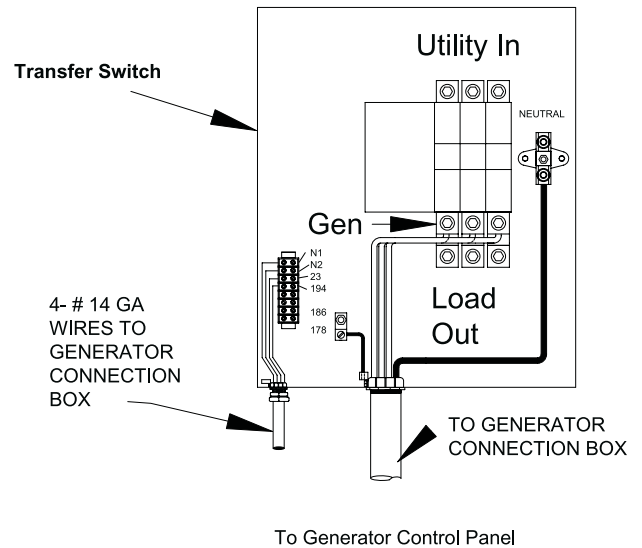 Utility In
Transfer Switch
NEUTRAL
Gen
N1
N2
23
194
186
178
Load
Out
4- # 14 GA
WIRES TO
GENERATOR
CONNECTION
BOX
TO GENERATOR
CONNECTION BOX
To Generator Control Panel